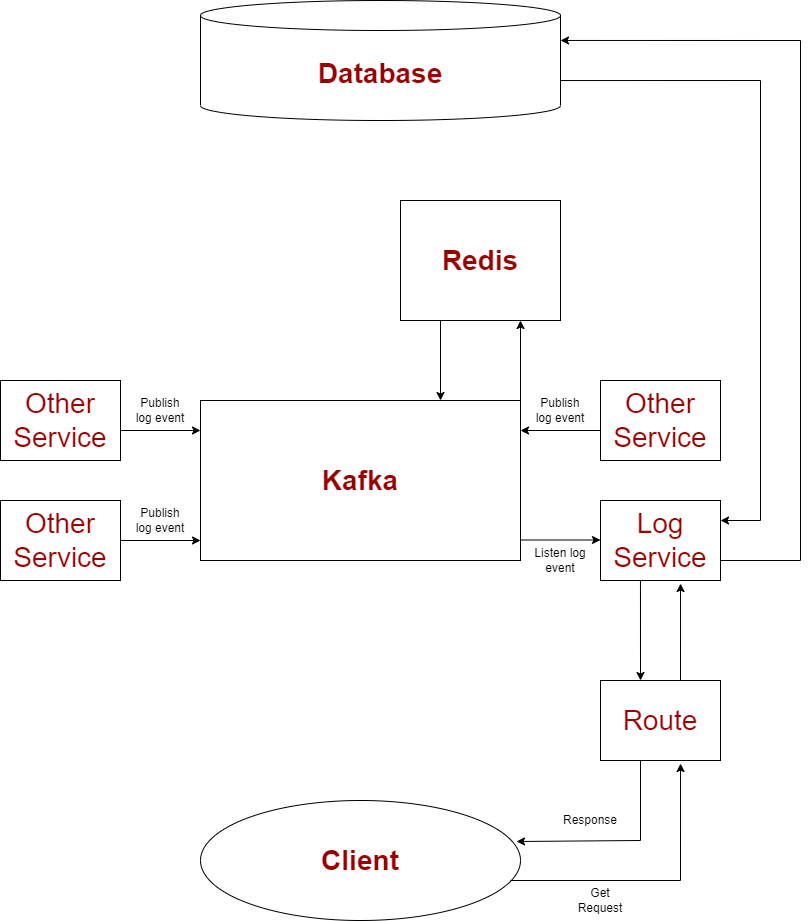 Database
Redis
Other
Service
Publish
log event
Publish
log event
Other
Service
Kafka
Other
Service
Publish
log event
Log
Service
Listen log
event
Route
Response
Client
Get
Request